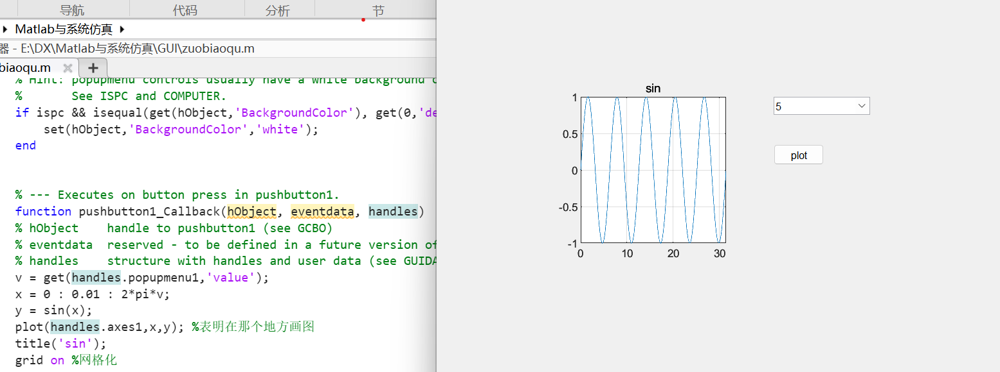 导航 代码 分析 节
Matlab与系统仿真
器 - E:\DX\Matlab与系统仿真\GUI\zuobiaoqu.m
biaoqu.m
% Hint: popupmenu controls usually have a white background
%       See ISPC and COMPUTER.
if ispc && isequal(get(hObject,'BackgroundColor'), get(0,'de
    set(hObject,'BackgroundColor','white');
end
% --- Executes on button press in pushbutton1.
function pushbutton1_Callback(hObject, eventdata, handles)
% hObject    handle to pushbutton1 (see GCBO)
% eventdata  reserved - to be defined in a future version of
% handles    structure with handles and user data (see GUIDA
v = get(handles.popupmenu1,'value');
x = 0 : 0.01 : 2*pi*v;
y = sin(x);
plot(handles.axes1,x,y); %表明在那个地方画图
title('sin');
grid on %网格化
sin
1
0.5
0
-0.5
-1
0 10 20 30
5
plot